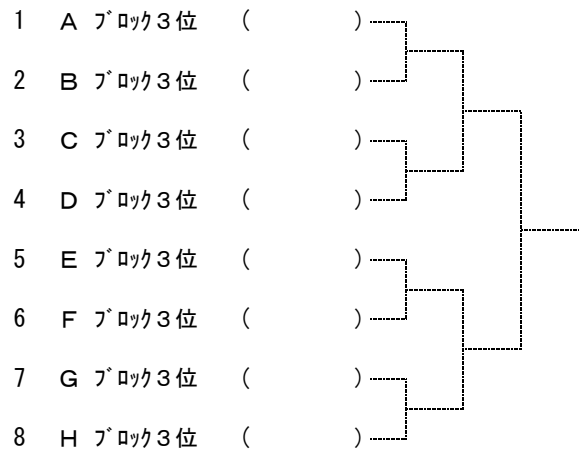 1 A ﾌﾞﾛｯｸ３位 ( )
2 B ﾌﾞﾛｯｸ３位 ( )
3 C ﾌﾞﾛｯｸ３位 ( )
4 D ﾌﾞﾛｯｸ３位 ( )
5 E ﾌﾞﾛｯｸ３位 ( )
6 F ﾌﾞﾛｯｸ３位 ( )
7 G ﾌﾞﾛｯｸ３位 ( )
8 H ﾌﾞﾛｯｸ３位 ( )